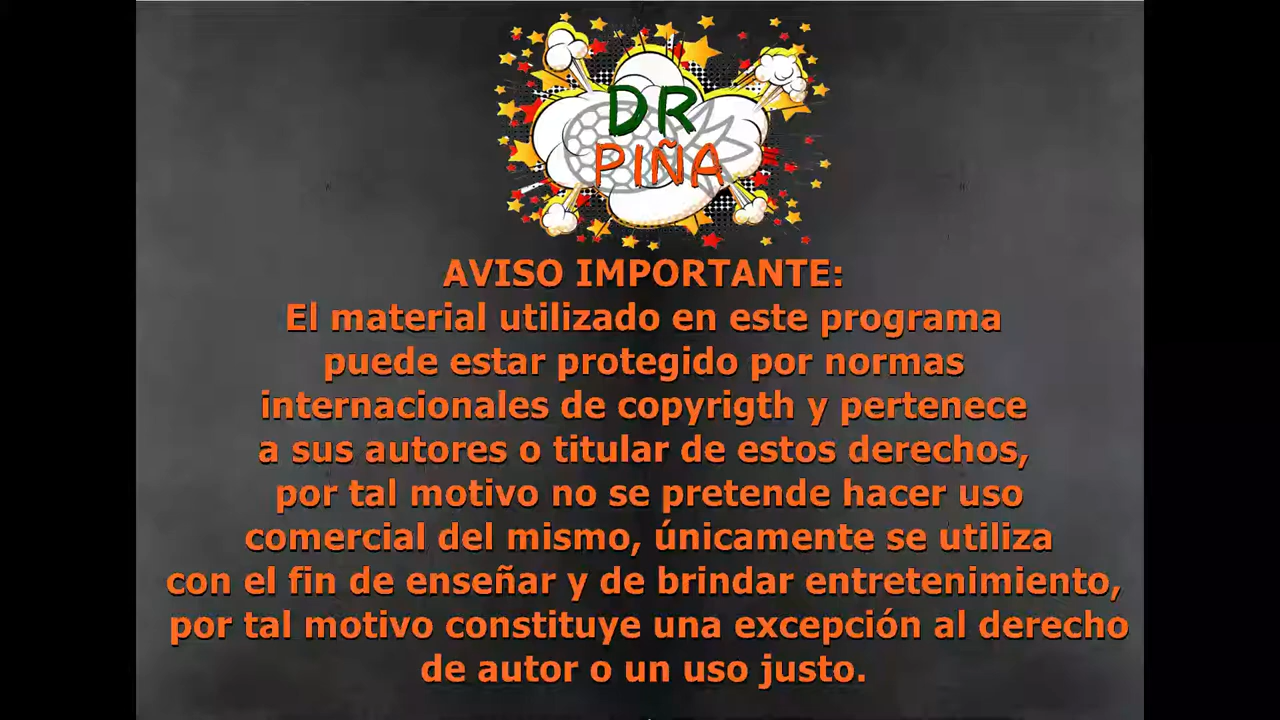 DR
PIÑA
AVISO IMPORTANTE:
El material utilizado en este programa
puede estar protegido por normas
internacionales de copyrigth y pertenece
a sus autores o titular de estos derechos,
por tal motivo no se pretende hacer uso
comercial del mismo, únicamente se utiliza
con el fin de enseñar y de brindar entretenimiento,
por tal motivo constituye una excepción al derecho
de autor o un uso justo.